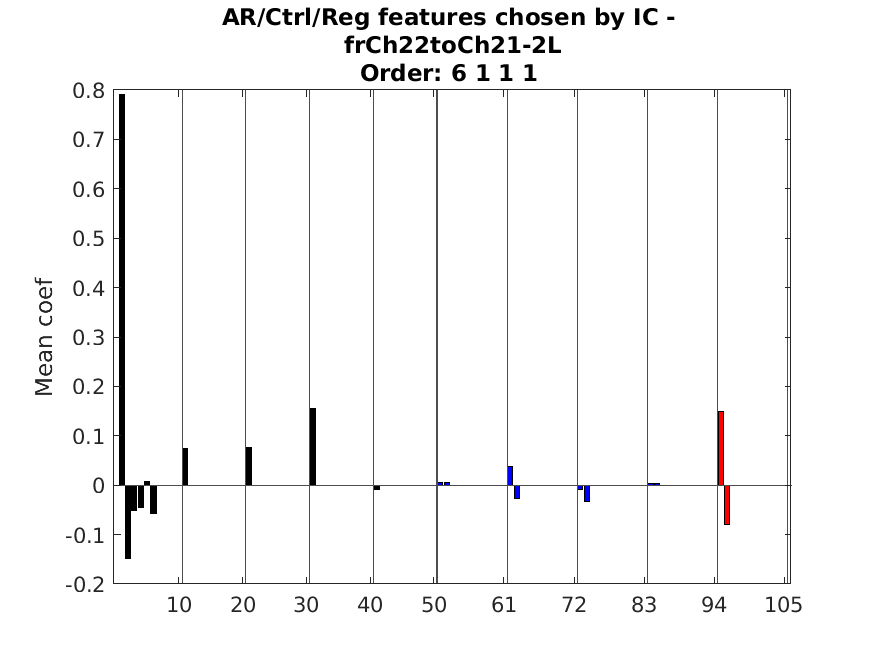 AR/Ctrl/Reg features chosen by IC -
frCh22toCh21-2L
Order: 6 1 1 1
0.8
0.7
0.6
0.5
0.4
0.3
0.2
0.1
0
-0.1
-0.2
Mean coef
10 20 30 40 50 61 72 83 94 105